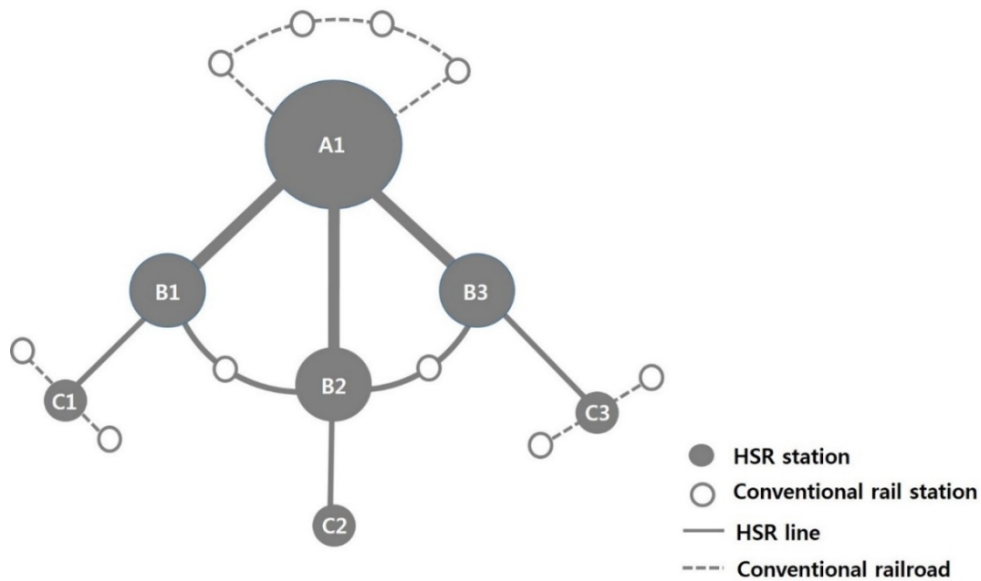 A1
B1
B3
B2
C1
C3
C2
HSR station
Conventional rail station
HSR line
Conventional railroad